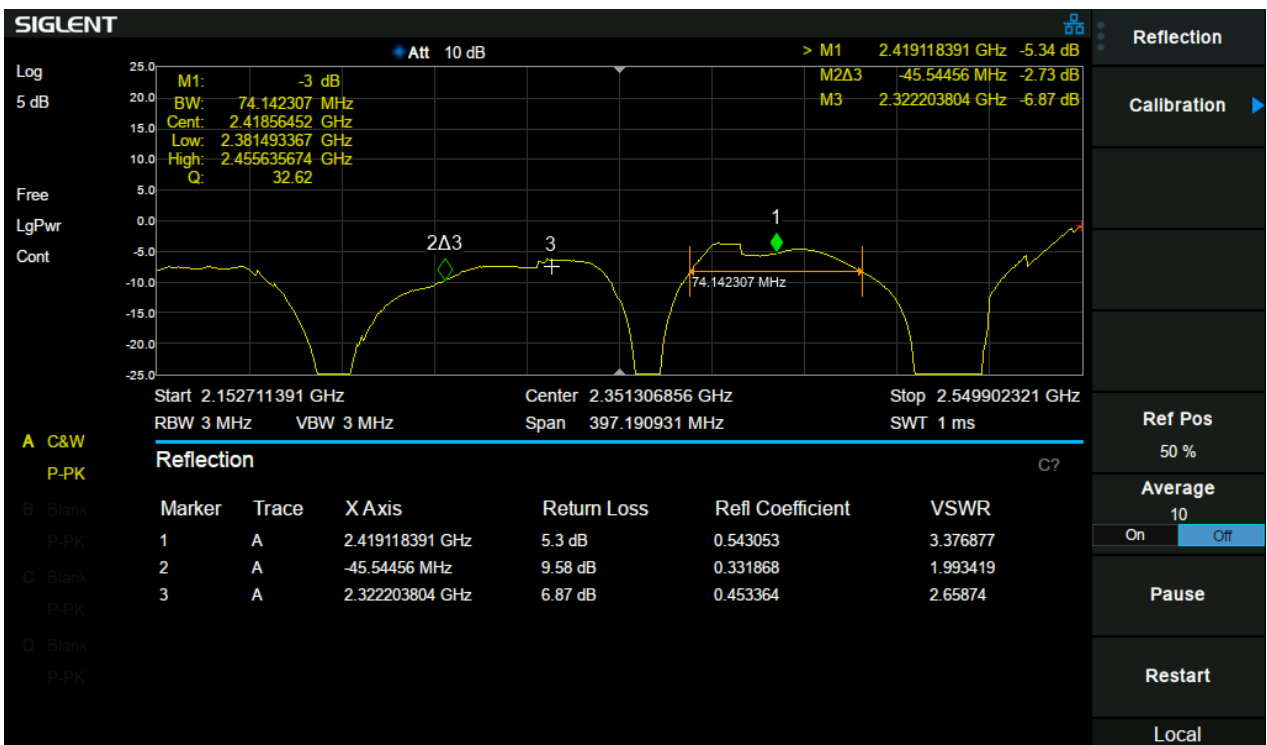 SIGLENT
Att 10 dB
> M1 2.419118391 GHz -5.34 dB
M2Δ3 -45.54456 MHz -2.73 dB
M3 2.322203804 GHz -6.87 dB
Log
5 dB
Free
LgPwr
Cont
25.0
20.0
15.0
10.0
5.0
0.0
-5.0
-10.0
-15.0
-20.0
-25.0
M1: -3 dB
BW: 74.142307 MHz
Cent: 2.41856452 GHz
Low: 2.381493367 GHz
High: 2.455635674 GHz
Q: 32.62
2Δ3
3
1
74.142307 MHz
Start 2.152711391 GHz Center 2.351306856 GHz Stop 2.549902321 GHz
RBW 3 MHz VBW 3 MHz Span 397.190931 MHz SWT 1 ms
A C&W
P-PK
B Blank
P-PK
C Blank
P-PK
D Blank
P-PK
Reflection C?
Marker Trace X Axis Return Loss Refl Coefficient VSWR
1 A 2.419118391 GHz 5.3 dB 0.543053 3.376877
2 A -45.54456 MHz 9.58 dB 0.331868 1.993419
3 A 2.322203804 GHz 6.87 dB 0.453364 2.65874
Reflection
Calibration
Ref Pos
50 %
Average
10
On Off
Pause
Restart
Local